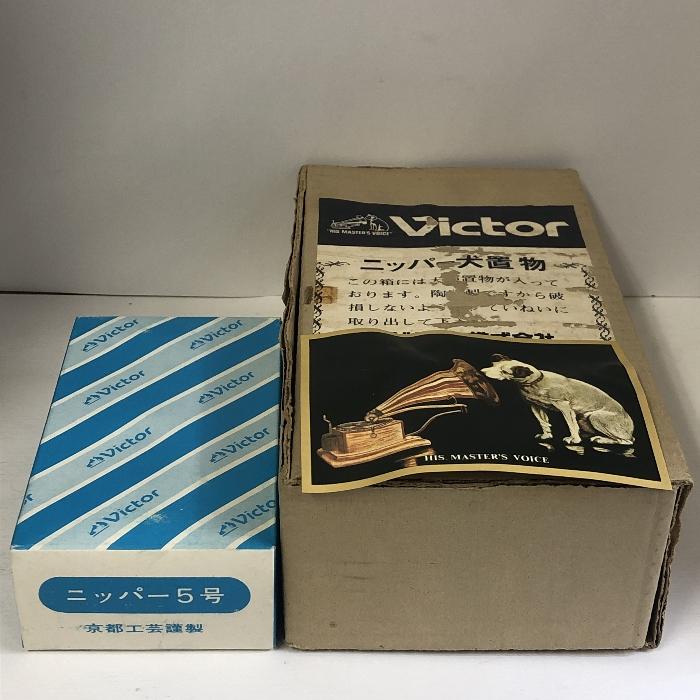 Victor
"HIS MASTER'S VOICE"
ニッパー犬置物
この箱には 置物が入って
おります。陶 製ですから破
損しないよ ていねいに
取り出して
HIS MASTER'S VOICE
Victor
Victor
Victor
Victor
Victor
Victor
Victor
Victor
ニッパー5号
京都工芸謹製